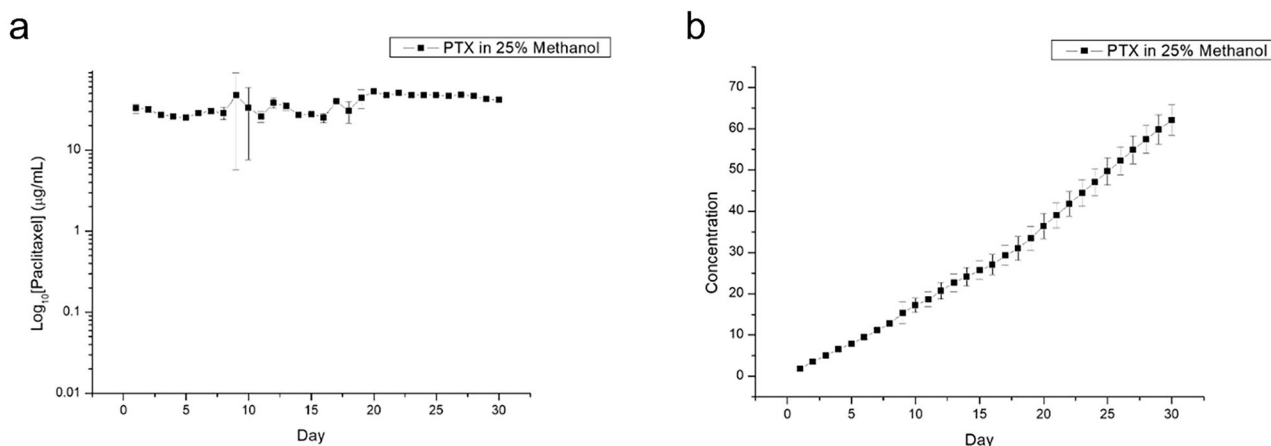 a
PTX in 25% Methanol
Log10[Paclitaxel] (μg/mL)
10
1
0.1
0.01
0 5 10 15 20 25 30
Day
b
PTX in 25% Methanol
Concentration
70
60
50
40
30
20
10
0
0 5 10 15 20 25 30
Day